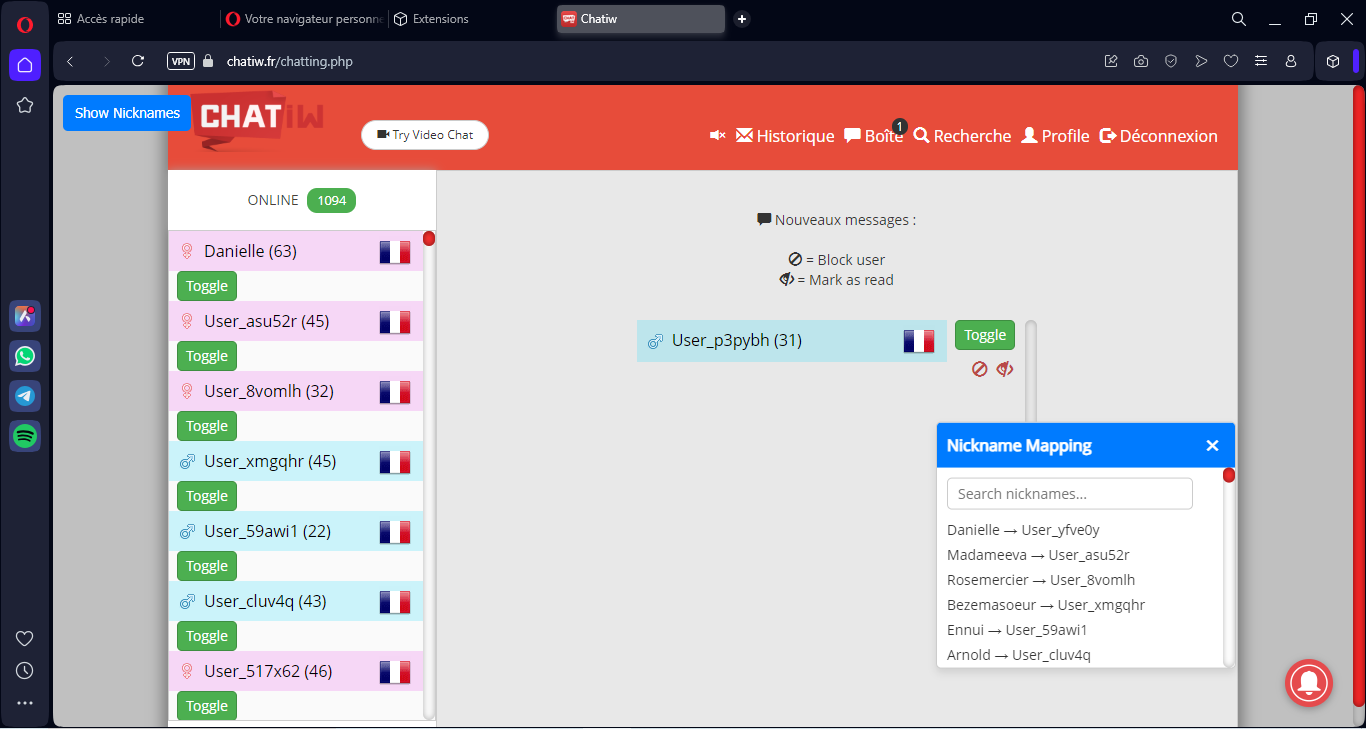 Accès rapide
Votre navigateur personne
Extensions
Chatiw
VPN
chatiw.fr/chatting.php
Show Nicknames
CHATiW
Try Video Chat
Historique
Boîte
1
Recherche
Profile
Déconnexion
ONLINE 1094
Danielle (63)
Toggle
User_asu52r (45)
Toggle
User_8vomlh (32)
Toggle
User_xmgqhr (45)
Toggle
User_59awi1 (22)
Toggle
User_cluv4q (43)
Toggle
User_517x62 (46)
Toggle
Nouveaux messages :
= Block user
= Mark as read
User_p3pybh (31)
Toggle
Nickname Mapping
Search nicknames...
Danielle → User_yfve0y
Madameeva → User_asu52r
Rosemercier → User_8vomlh
Bezemasoeur → User_xmgqhr
Ennui → User_59awi1
Arnold → User_cluv4q